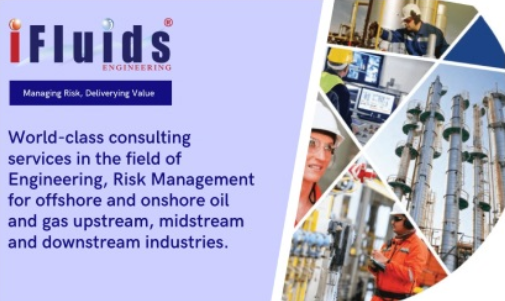 iFluids®
ENGINEERING
Managing Risk, Deliverying Value
World-class consulting
services in the field of
Engineering, Risk Management
for offshore and onshore oil
and gas upstream, midstream
and downstream industries.